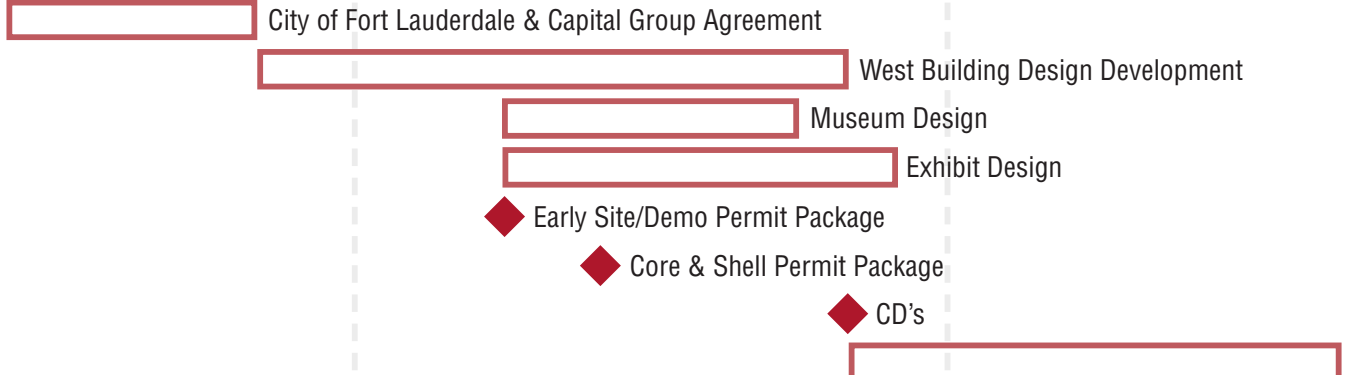 City of Fort Lauderdale & Capital Group Agreement
West Building Design Development
Museum Design
Exhibit Design
Early Site/Demo Permit Package
Core & Shell Permit Package
CD’s